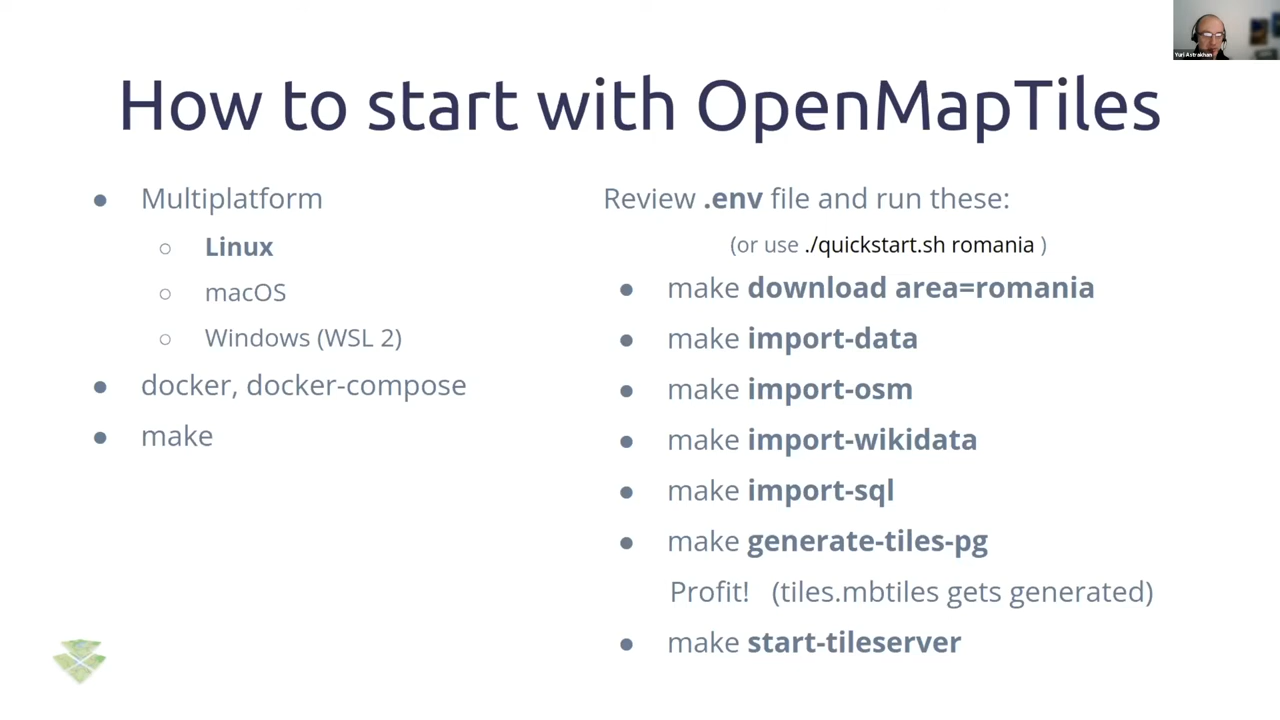 How to start with OpenMapTiles
Multiplatform
Linux
macOS
Windows (WSL 2)
docker, docker-compose
make
Review .env file and run these:
(or use ./quickstart.sh romania )
make download area=romania
make import-data
make import-osm
make import-wikidata
make import-sql
make generate-tiles-pg
Profit! (tiles.mbtiles gets generated)
make start-tileserver
Yuri Astrakhan